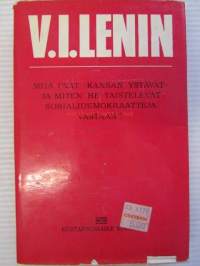 V.I.LENIN
MITÄ OVAT »KANSAN YSTÄVÄT»
JA MITEN HE TAISTELEVAT
SOSIALIDEMOKRAATTEJA
VASTAAN?
KUSTANNUSLIIKE